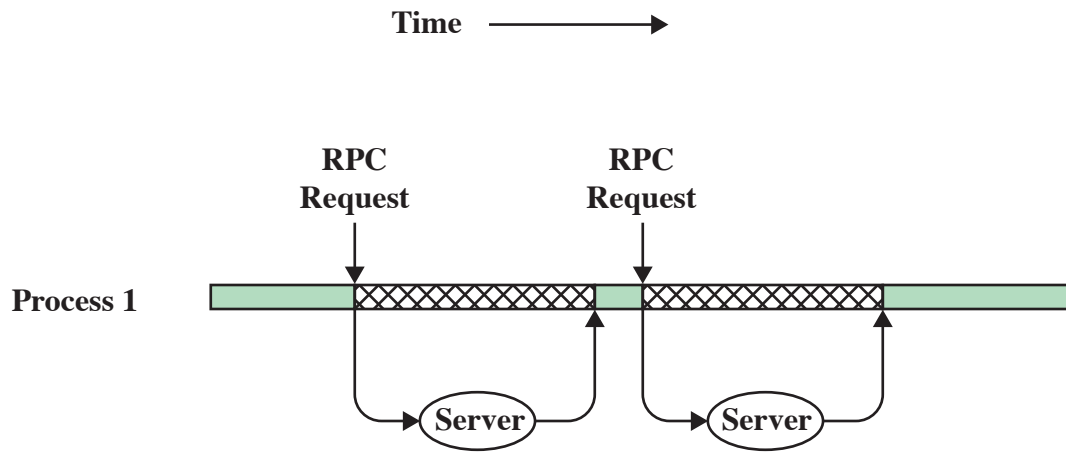 Time
RPC
Request
RPC
Request
Process 1
Server
Server